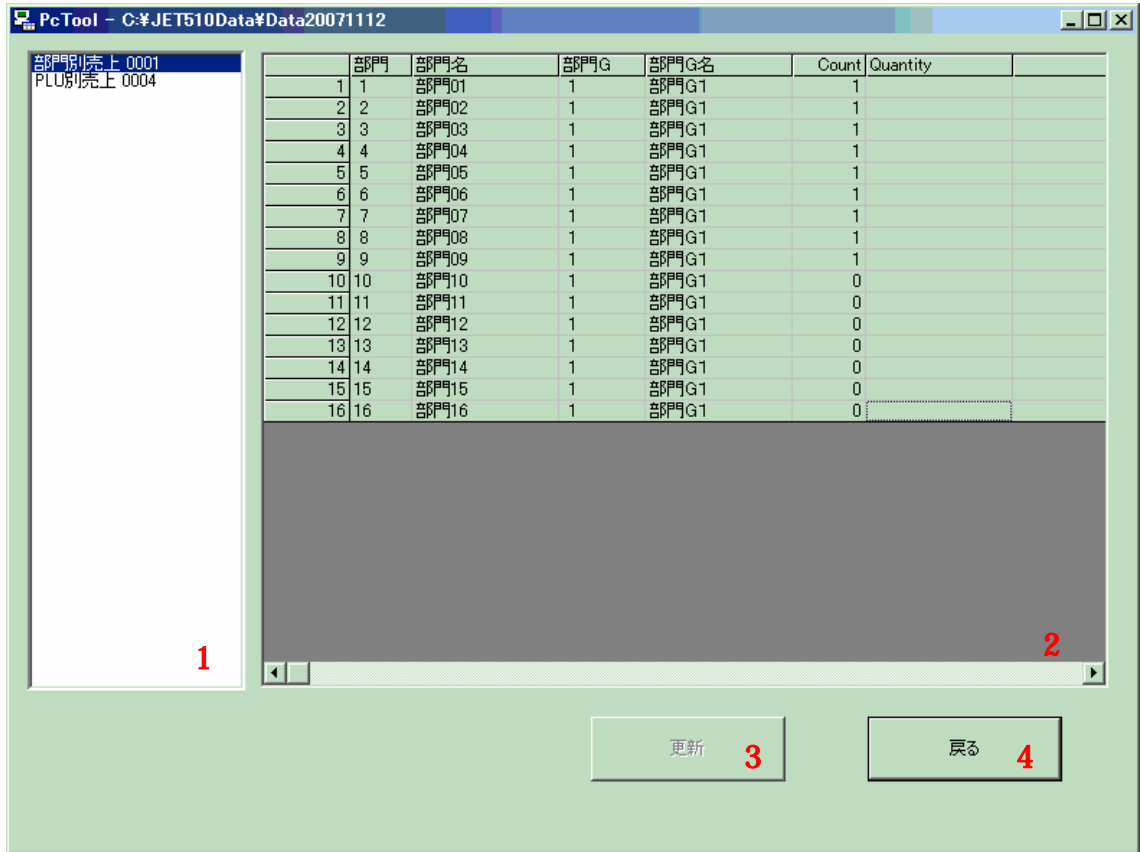 PcTool - C:¥JET510Data¥Data20071112
部門別売上 0001
PLU別売上 0004
部門 部門名 部門G 部門G名 Count Quantity
1 1 部門01 1 部門G1 1
2 2 部門02 1 部門G1 1
3 3 部門03 1 部門G1 1
4 4 部門04 1 部門G1 1
5 5 部門05 1 部門G1 1
6 6 部門06 1 部門G1 1
7 7 部門07 1 部門G1 1
8 8 部門08 1 部門G1 1
9 9 部門09 1 部門G1 1
10 10 部門10 1 部門G1 0
11 11 部門11 1 部門G1 0
12 12 部門12 1 部門G1 0
13 13 部門13 1 部門G1 0
14 14 部門14 1 部門G1 0
15 15 部門15 1 部門G1 0
16 16 部門16 1 部門G1 0
1
2
更新 3
戻る 4